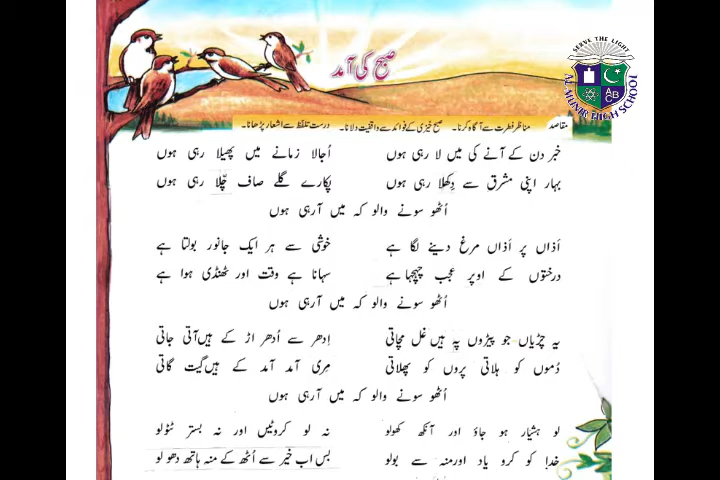 صبح کی آمد
SERVE THE LIGHT
AL MUNIR HIGH SCHOOL
ABC
مقاصد مناظر فطرت سے آگاہ کرنا۔ صبح خیزی کے فوائد سے واقفیت دلانا۔ درست تلفظ سے اشعار پڑھانا۔
خبر دن کے آنے کی میں لا رہی ہوں اُجالا زمانے میں پھیلا رہی ہوں
بہار اپنی مشرق سے دِکھلا رہی ہوں پکارے گلے صاف چِلّا رہی ہوں
اُٹھو سونے والو کہ میں آرہی ہوں
اَذاں پر اَذاں مرغ دینے لگا ہے خوشی سے ہر ایک جانور بولتا ہے
درختوں کے اوپر عجب چہچہا ہے سہانا ہے وقت اور ٹھنڈی ہوا ہے
اُٹھو سونے والو کہ میں آرہی ہوں
یہ چڑیاں جو پیڑوں پہ ہیں غل مچاتی اِدھر سے اُدھر اڑ کے ہیں آتی جاتی
دُموں کو ہلاتی پروں کو پھلاتی مِری آمد آمد کے ہیں گیت گاتی
اُٹھو سونے والو کہ میں آرہی ہوں
لو ہشیار ہو جاؤ اور آنکھ کھولو نہ لو کروٹیں اور نہ بستر ٹٹولو
خدا کو کرو یاد اور منہ سے بولو بس اب خیر سے اُٹھ کے منہ ہاتھ دھو لو